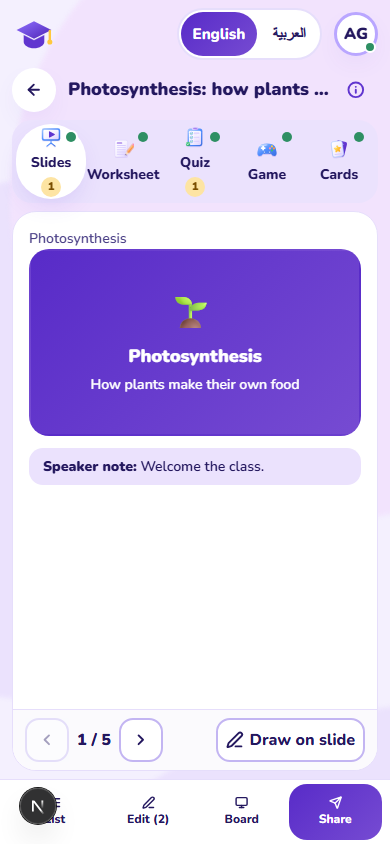 English
العربية
AG
Photosynthesis: how plants ...
Slides
1
Worksheet
Quiz
1
Game
Cards
Photosynthesis
Photosynthesis
How plants make their own food
Speaker note: Welcome the class.
1 / 5
Draw on slide
N
Edit (2)
Board
Share